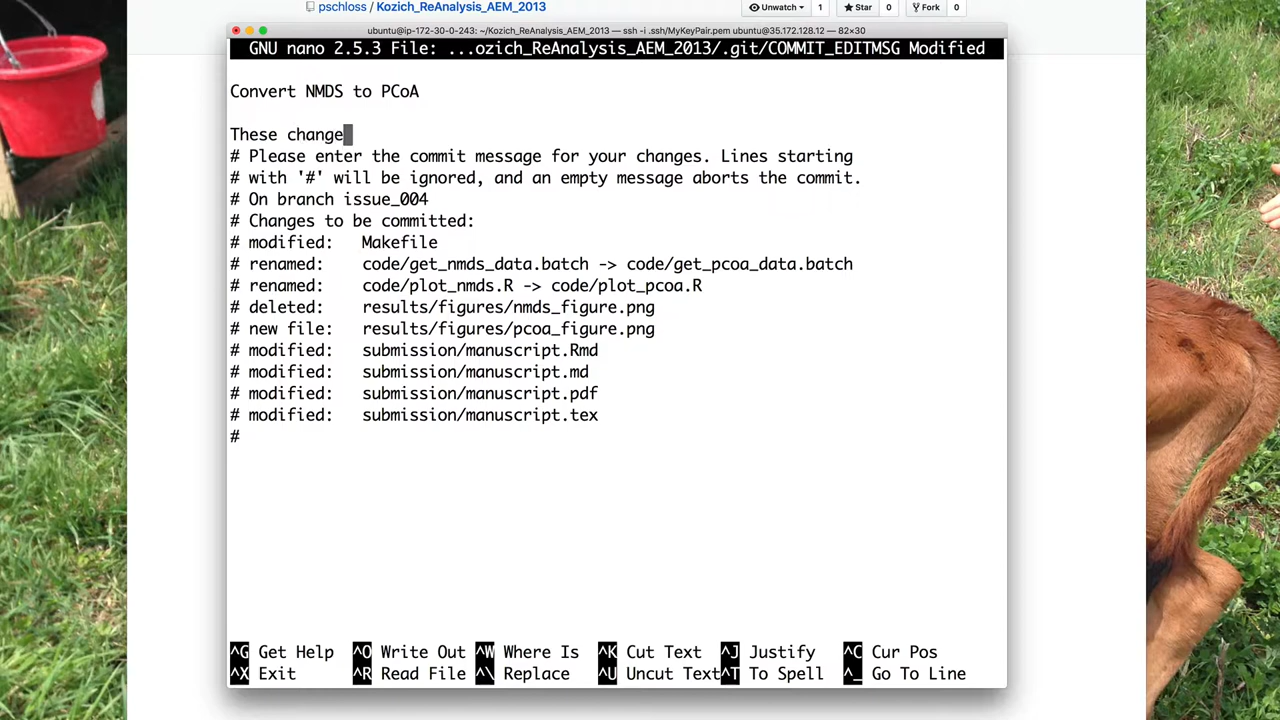 pschloss / Kozich_ReAnalysis_AEM_2013
Unwatch 1 Star 0 Fork 0
ubuntu@ip-172-30-0-243: ~/Kozich_ReAnalysis_AEM_2013 — ssh -i .ssh/MyKeyPair.pem ubuntu@35.172.128.12 — 82×30
GNU nano 2.5.3 File: ...ozich_ReAnalysis_AEM_2013/.git/COMMIT_EDITMSG Modified
Convert NMDS to PCoA
These change
# Please enter the commit message for your changes. Lines starting
# with '#' will be ignored, and an empty message aborts the commit.
# On branch issue_004
# Changes to be committed:
# modified: Makefile
# renamed: code/get_nmds_data.batch -> code/get_pcoa_data.batch
# renamed: code/plot_nmds.R -> code/plot_pcoa.R
# deleted: results/figures/nmds_figure.png
# new file: results/figures/pcoa_figure.png
# modified: submission/manuscript.Rmd
# modified: submission/manuscript.md
# modified: submission/manuscript.pdf
# modified: submission/manuscript.tex
#
^G Get Help ^O Write Out ^W Where Is ^K Cut Text ^J Justify ^C Cur Pos
^X Exit ^R Read File ^\ Replace ^U Uncut Text ^T To Spell ^_ Go To Line